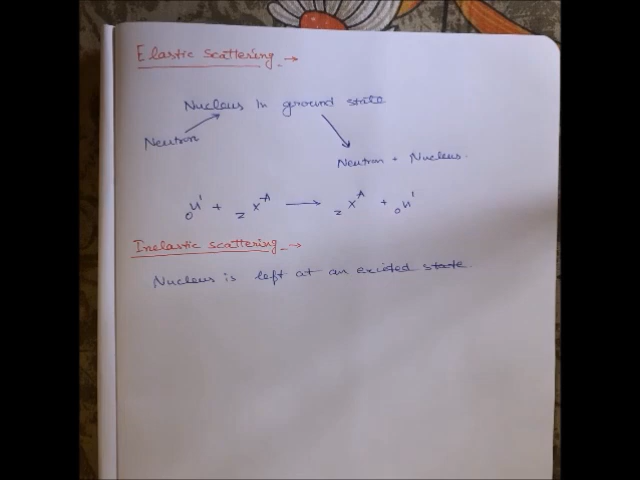 Elastic scattering →
Nucleus in ground state
Neutron
Neutron + Nucleus.
₀n¹ + zXᴬ → zXᴬ + ₀n¹
Inelastic scattering →
Nucleus is left at an excited state